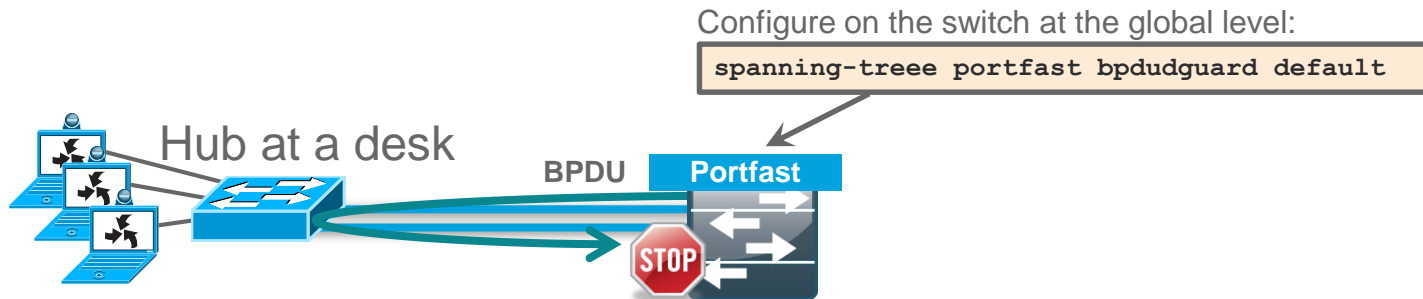 Configure on the switch at the global level:
spanning-treee portfast bpdudguard default
Hub at a desk
BPDU
Portfast
STOP